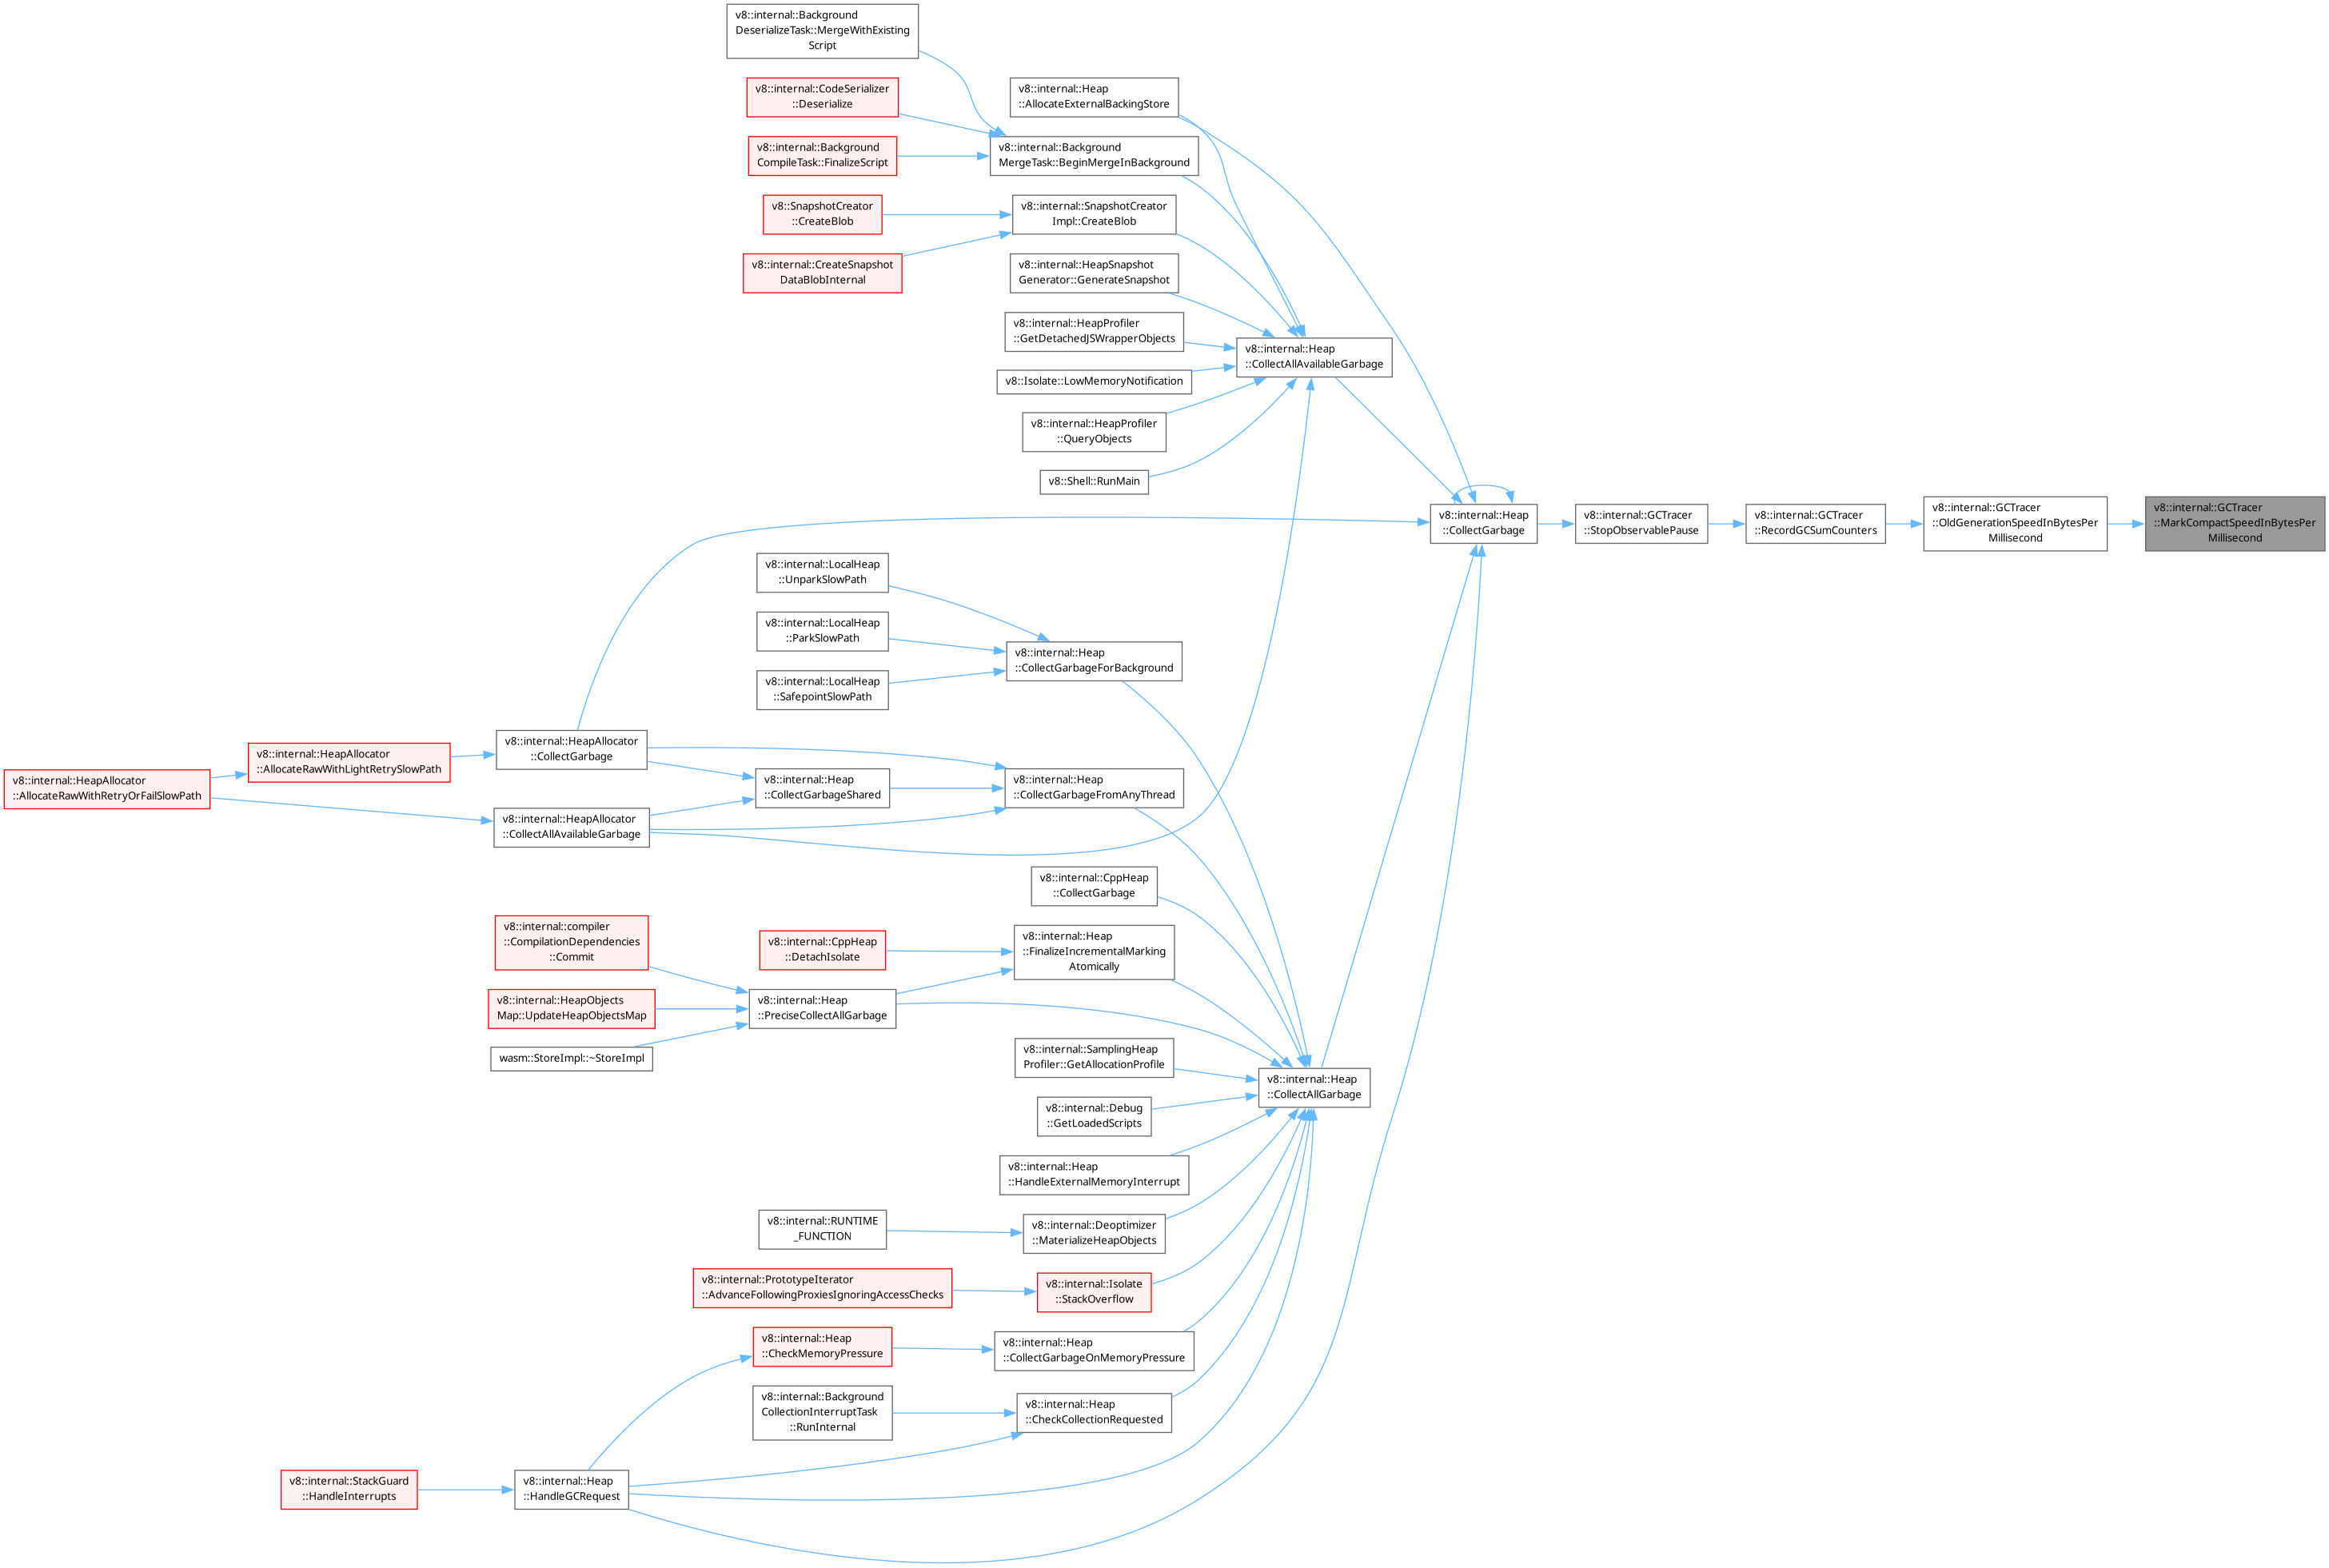 v8::internal::Background
DeserializeTask::MergeWithExisting
Script
v8::internal::CodeSerializer
::Deserialize
v8::internal::Heap
::AllocateExternalBackingStore
v8::internal::Background
CompileTask::FinalizeScript
v8::internal::Background
MergeTask::BeginMergeInBackground
v8::SnapshotCreator
::CreateBlob
v8::internal::SnapshotCreator
Impl::CreateBlob
v8::internal::CreateSnapshot
DataBlobInternal
v8::internal::HeapSnapshot
Generator::GenerateSnapshot
v8::internal::HeapProfiler
::GetDetachedJSWrapperObjects
v8::internal::Heap
::CollectAllAvailableGarbage
v8::Isolate::LowMemoryNotification
v8::internal::HeapProfiler
::QueryObjects
v8::Shell::RunMain
v8::internal::Heap
::CollectGarbage
v8::internal::GCTracer
::StopObservablePause
v8::internal::GCTracer
::RecordGCSumCounters
v8::internal::GCTracer
::OldGenerationSpeedInBytesPer
Millisecond
v8::internal::GCTracer
::MarkCompactSpeedInBytesPer
Millisecond
v8::internal::LocalHeap
::UnparkSlowPath
v8::internal::LocalHeap
::ParkSlowPath
v8::internal::Heap
::CollectGarbageForBackground
v8::internal::LocalHeap
::SafepointSlowPath
v8::internal::HeapAllocator
::CollectGarbage
v8::internal::HeapAllocator
::AllocateRawWithLightRetrySlowPath
v8::internal::HeapAllocator
::AllocateRawWithRetryOrFailSlowPath
v8::internal::Heap
::CollectGarbageShared
v8::internal::Heap
::CollectGarbageFromAnyThread
v8::internal::HeapAllocator
::CollectAllAvailableGarbage
v8::internal::CppHeap
::CollectGarbage
v8::internal::compiler
::CompilationDependencies
::Commit
v8::internal::CppHeap
::DetachIsolate
v8::internal::Heap
::FinalizeIncrementalMarking
Atomically
v8::internal::HeapObjects
Map::UpdateHeapObjectsMap
v8::internal::Heap
::PreciseCollectAllGarbage
wasm::StoreImpl::~StoreImpl
v8::internal::SamplingHeap
Profiler::GetAllocationProfile
v8::internal::Heap
::CollectAllGarbage
v8::internal::Debug
::GetLoadedScripts
v8::internal::Heap
::HandleExternalMemoryInterrupt
v8::internal::RUNTIME
_FUNCTION
v8::internal::Deoptimizer
::MaterializeHeapObjects
v8::internal::PrototypeIterator
::AdvanceFollowingProxiesIgnoringAccessChecks
v8::internal::Isolate
::StackOverflow
v8::internal::Heap
::CheckMemoryPressure
v8::internal::Heap
::CollectGarbageOnMemoryPressure
v8::internal::Background
CollectionInterruptTask
::RunInternal
v8::internal::Heap
::CheckCollectionRequested
v8::internal::StackGuard
::HandleInterrupts
v8::internal::Heap
::HandleGCRequest